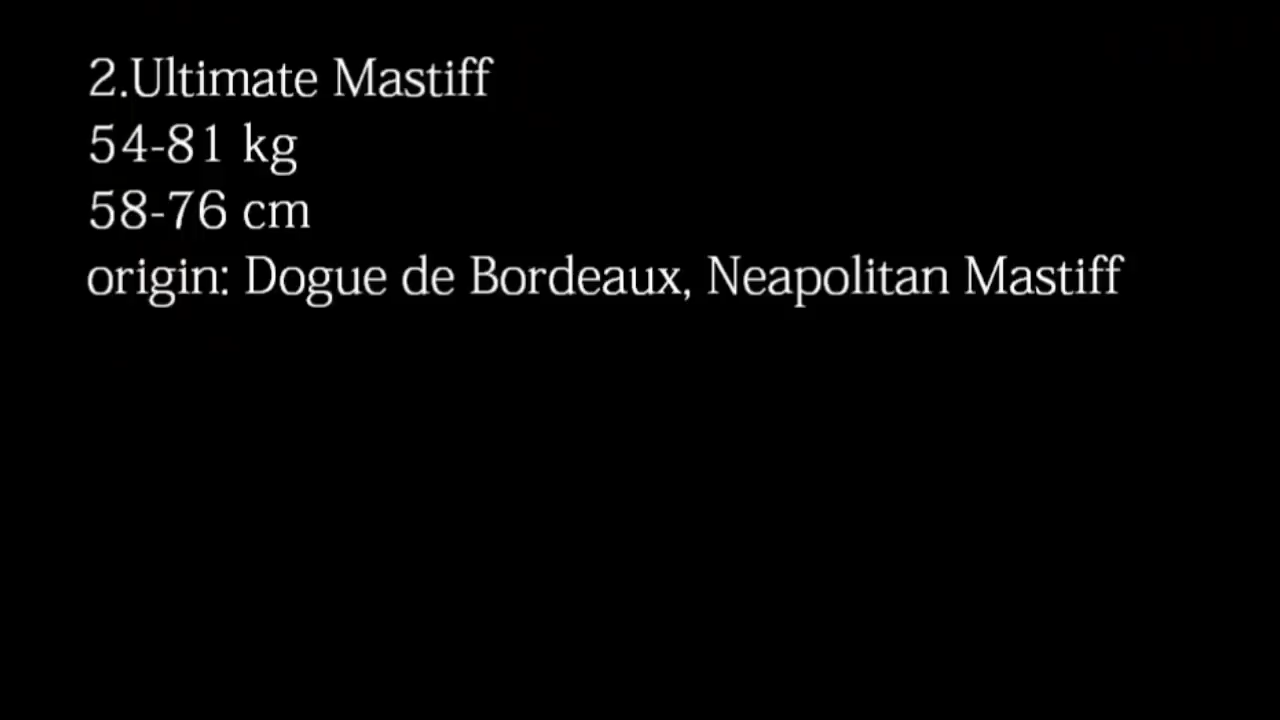 2.Ultimate Mastiff
54-81 kg
58-76 cm
origin: Dogue de Bordeaux, Neapolitan Mastiff